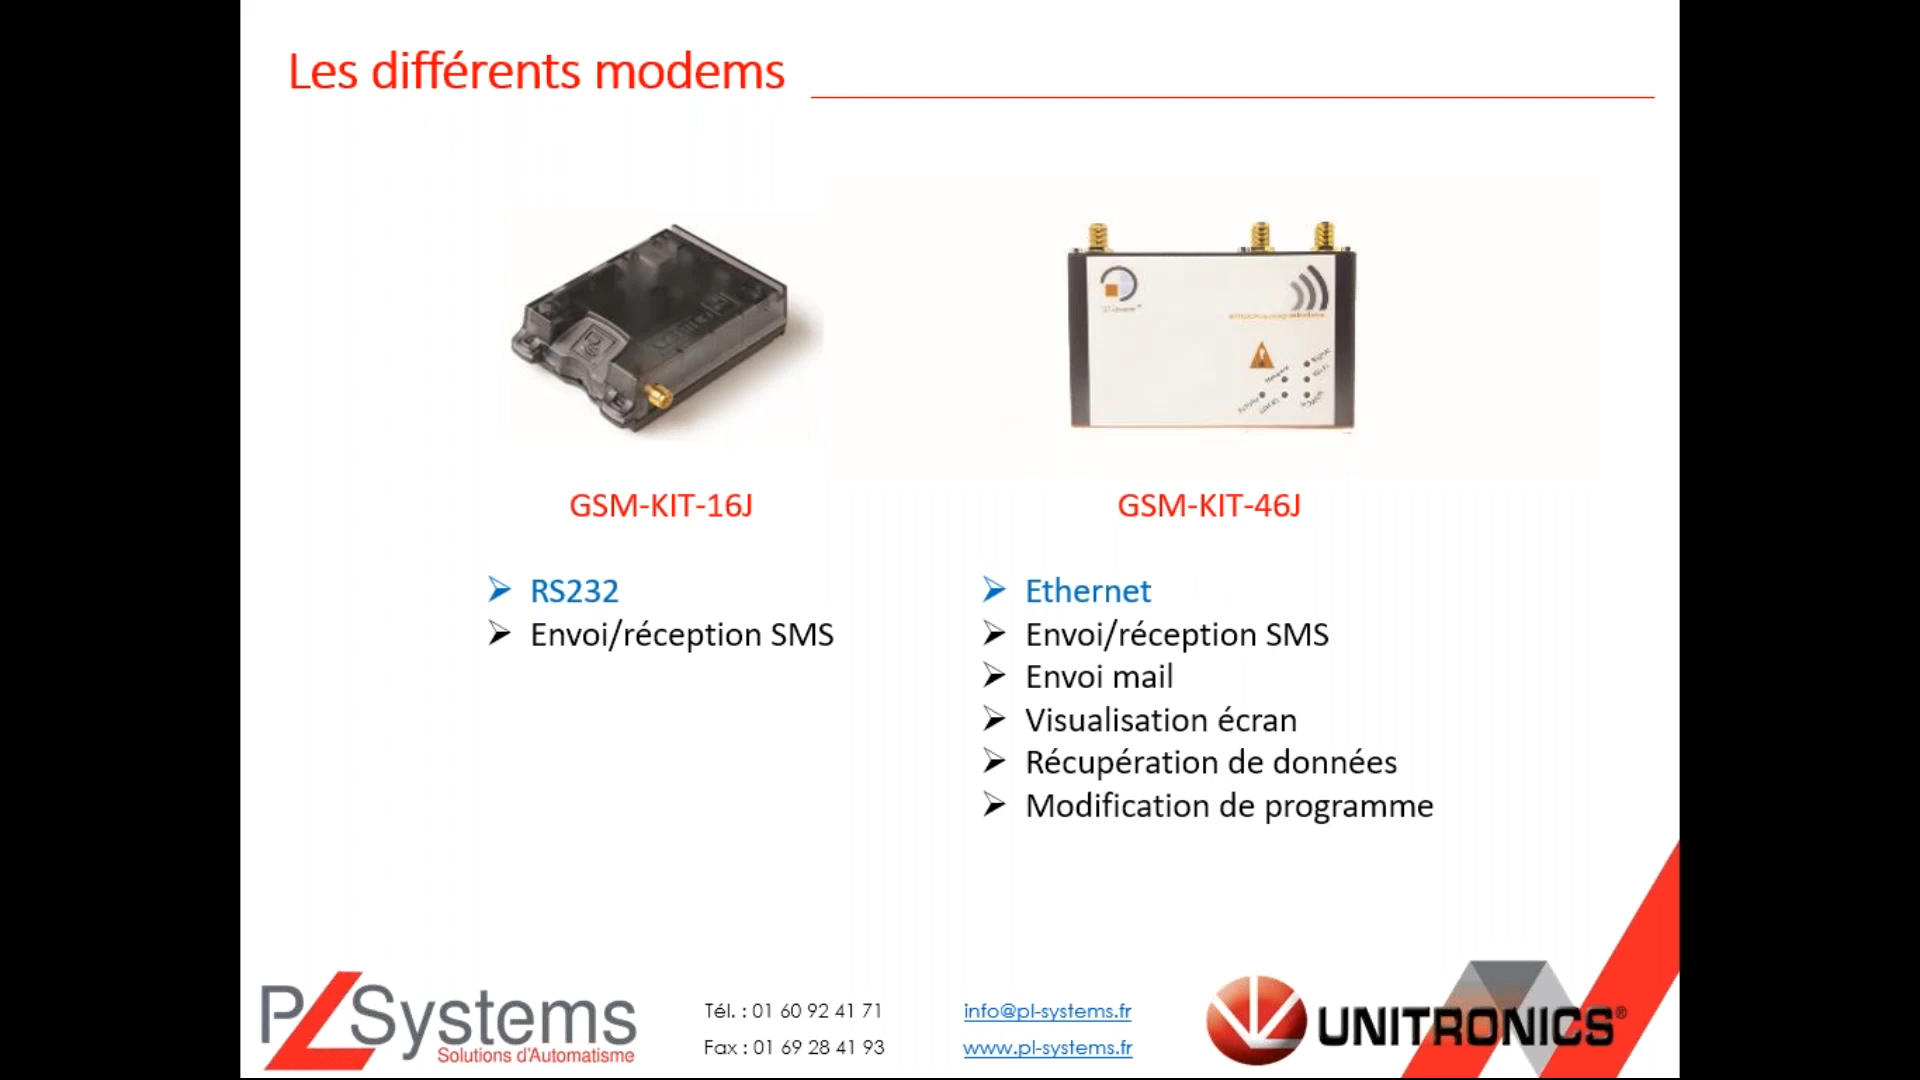 Les différents modems
GSM-KIT-16J
RS232
Envoi/réception SMS
GSM-KIT-46J
Ethernet
Envoi/réception SMS
Envoi mail
Visualisation écran
Récupération de données
Modification de programme
PLSystems
Solutions d'Automatisme
Tél. : 01 60 92 41 71
Fax : 01 69 28 41 93
info@pl-systems.fr
www.pl-systems.fr
UNITRONICS®